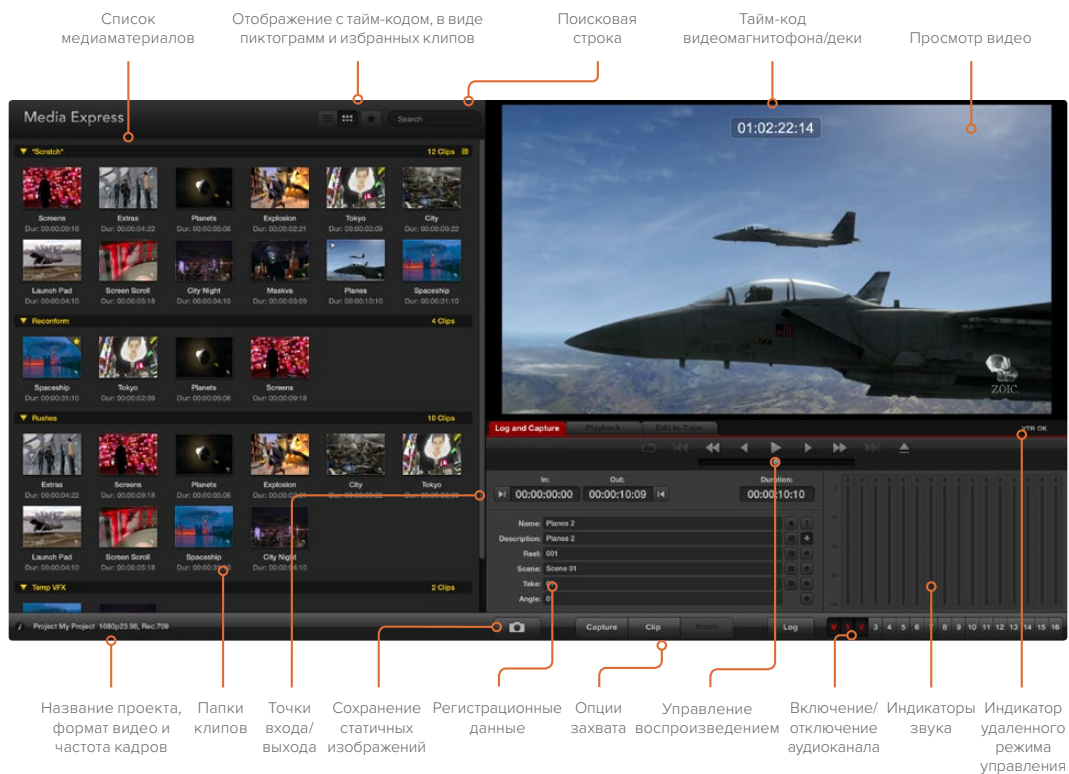 Список
медиаматериалов
Отображение с тайм-кодом, в виде
пиктограмм и избранных клипов
Поисковая
строка
Тайм-код
видеомагнитофона/деки
Просмотр видео
Media Express
Search
01:02:22:14
*Scratch*
12 Clips
Screens
Extras
Planets
Explosion
Tokyo
City
Dur: 00:00:09:18
Dur: 00:00:04:22
Dur: 00:00:05:06
Dur: 00:00:02:21
Dur: 00:00:02:09
Dur: 00:00:00:22
Launch Pad
Screen Scroll
City Night
Maskva
Planes
Spaceship
Dur: 00:00:04:10
Dur: 00:00:05:18
Dur: 00:00:04:10
Dur: 00:00:03:09
Dur: 00:00:10:10
Dur: 00:00:31:10
Reconform
4 Clips
Spaceship
Tokyo
Planets
Screens
Dur: 00:00:31:10
Dur: 00:00:02:09
Dur: 00:00:05:06
Dur: 00:00:09:18
Rushes
10 Clips
Extras
Screens
Planets
Explosion
City
Tokyo
Dur: 00:00:04:22
Dur: 00:00:09:18
Dur: 00:00:05:06
Dur: 00:00:02:21
Launch Pad
Screen Scroll
Spaceship
City Night
Dur: 00:00:04:10
Dur: 00:00:05:18
Temp VFX
2 Clips
Project My Project 1080p23.98, Rec.709
ZOIC
Log and Capture
Playback
Edit to Tape
VTR OK
In:
Out:
Duration:
00:00:00:00
00:00:10:09
00:00:10:10
Name: Planes 2
Description: Planes 2
Reel: 001
Scene: Scene 01
Take: 01
Angle:
Capture
Clip
Batch
Log
V 1 2 3 4 5 6 7 8 9 10 11 12 13 14 15 16
Название проекта,
формат видео и
частота кадров
Папки
клипов
Точки
входа/
выхода
Сохранение
статичных
изображений
Регистрационные
данные
Опции
захвата
Управление
воспроизведением
Включение/
отключение
аудиоканала
Индикаторы
звука
Индикатор
удаленного
режима
управления